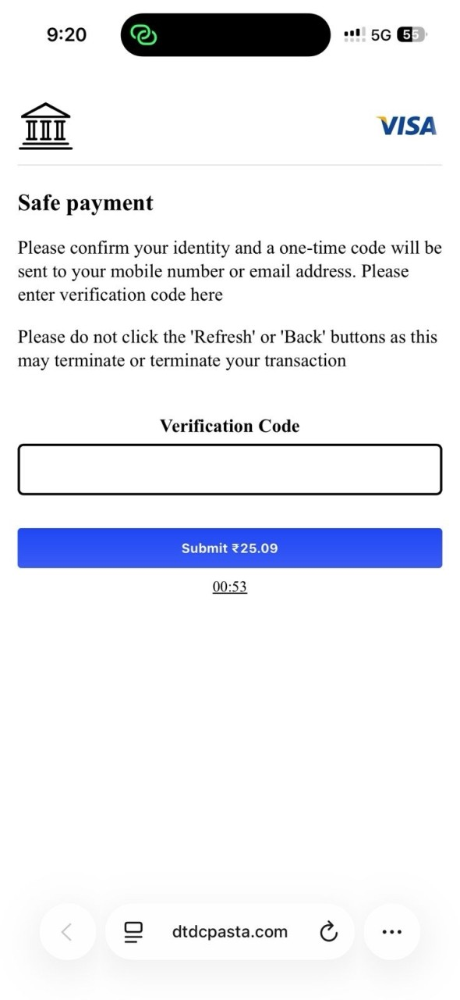 9:20
5G 55
VISA
Safe payment
Please confirm your identity and a one-time code will be
sent to your mobile number or email address. Please
enter verification code here
Please do not click the 'Refresh' or 'Back' buttons as this
may terminate or terminate your transaction
Verification Code
Submit ₹25.09
00:53
dtdcpasta.com